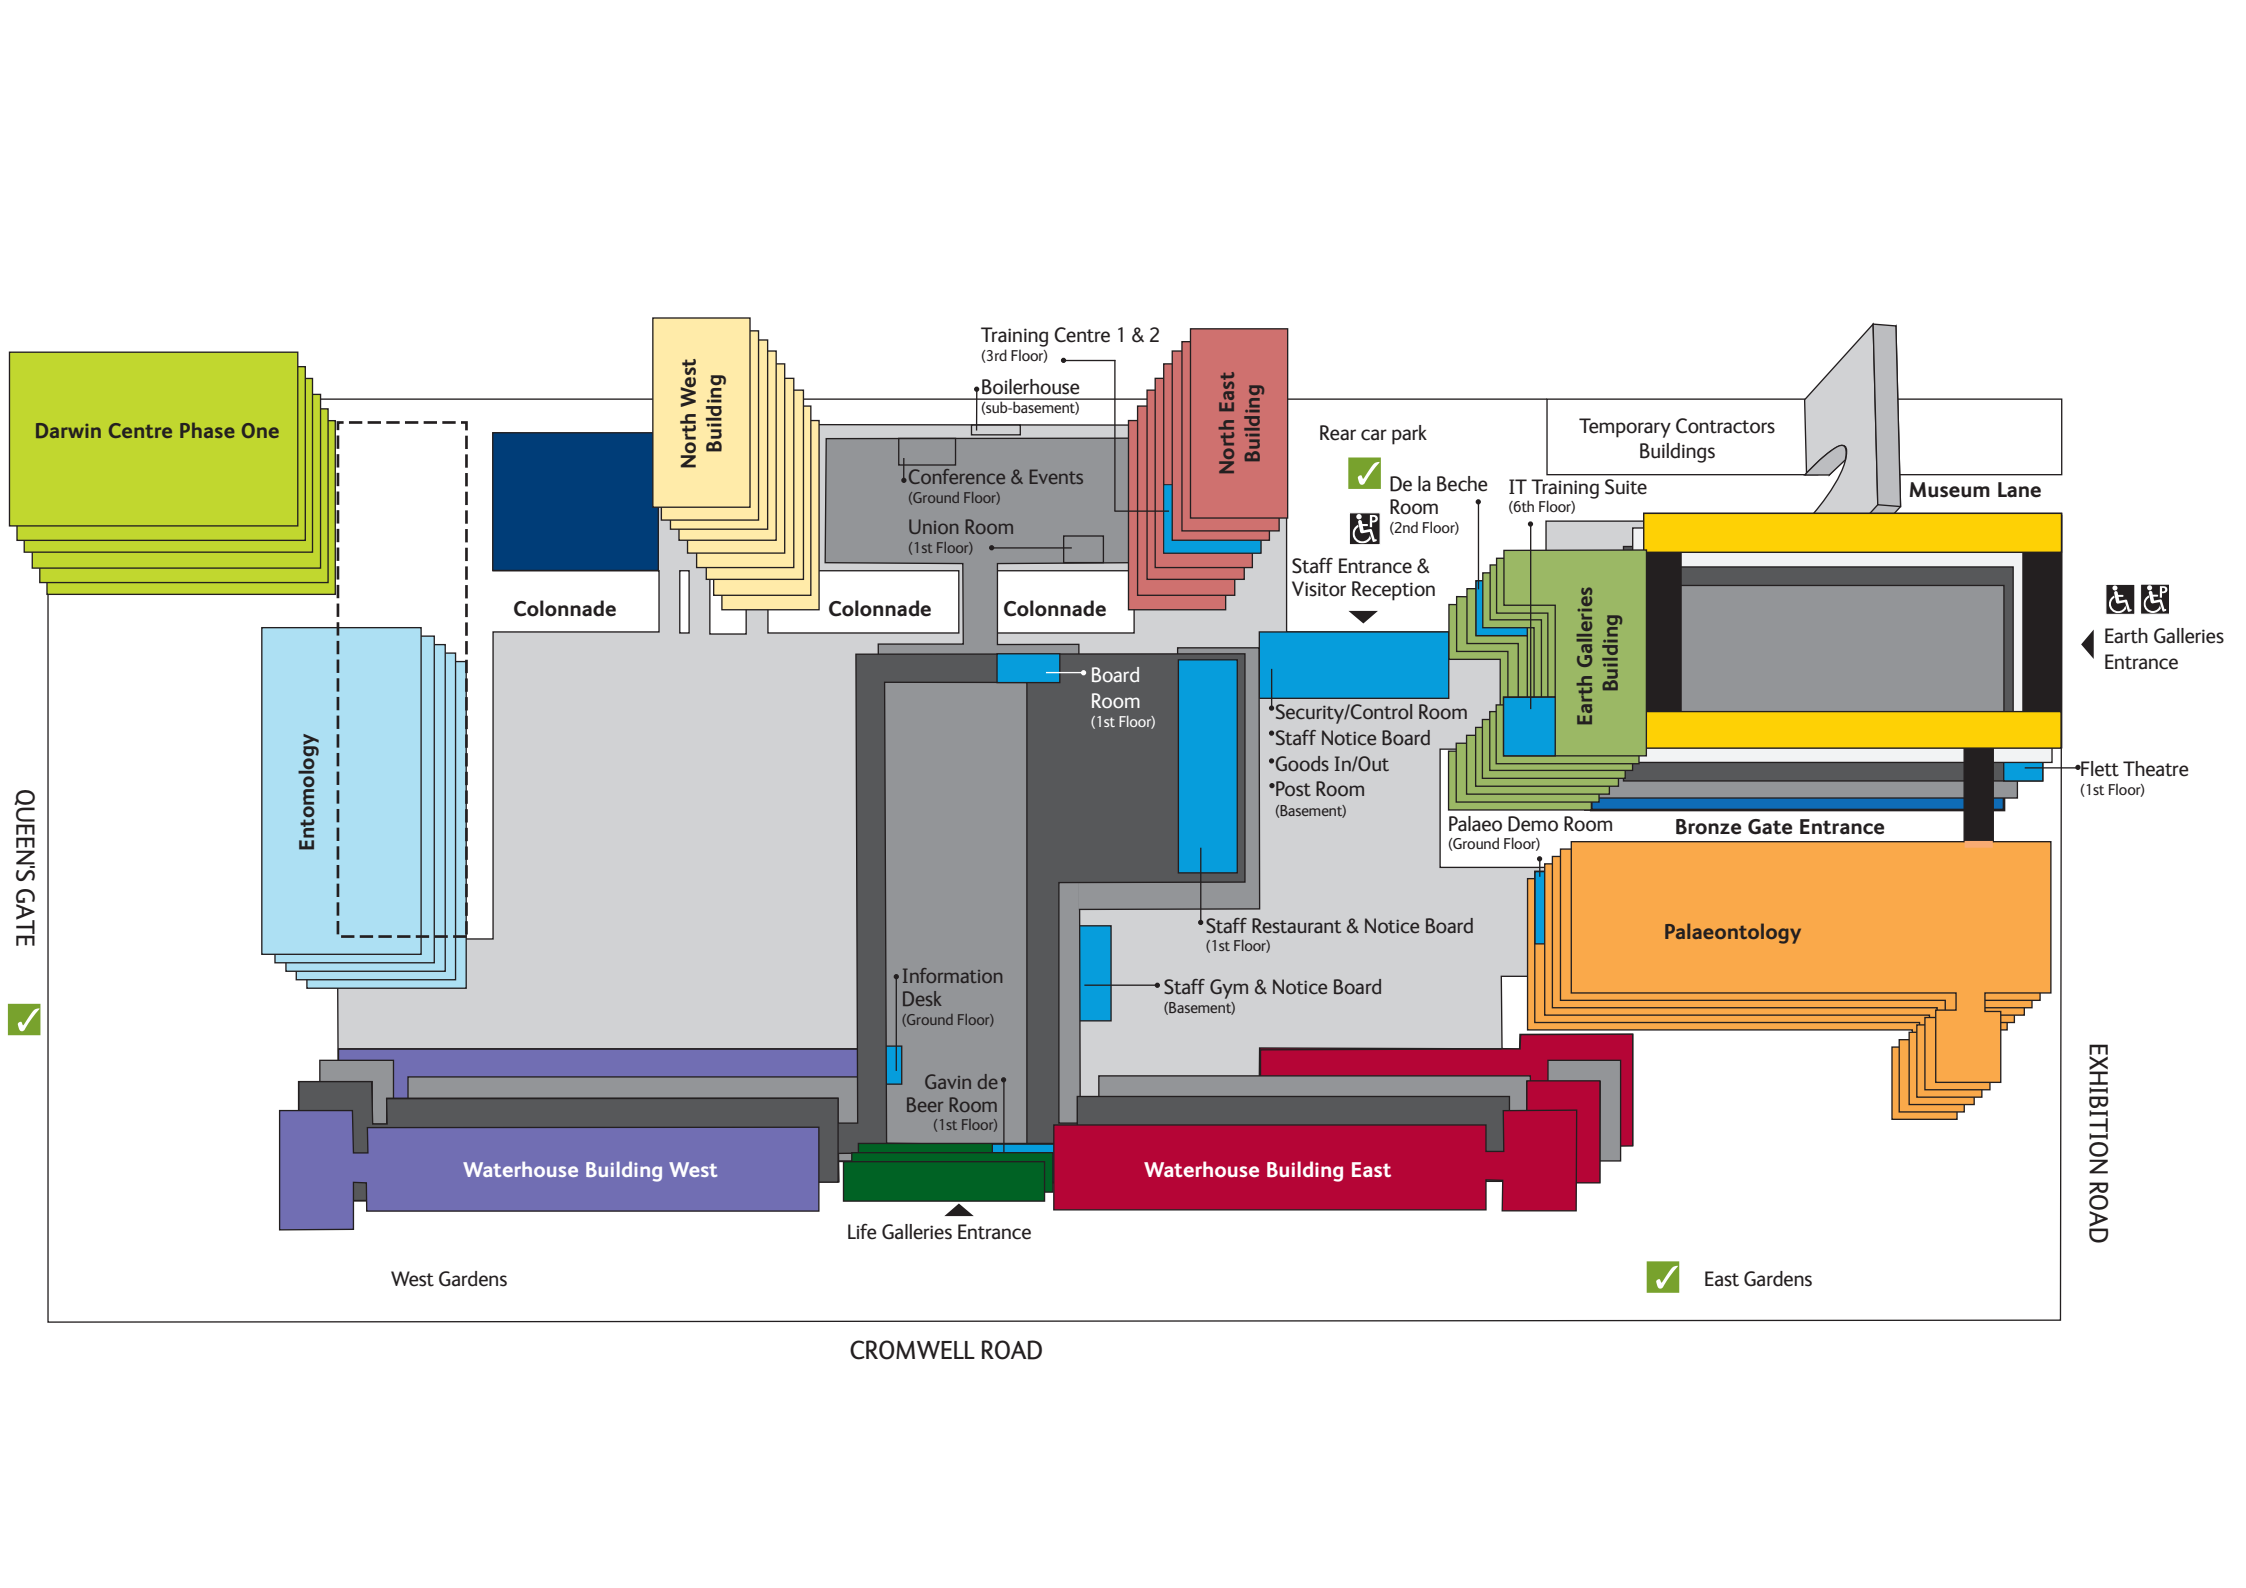 Training Centre 1 & 2
(3rd Floor)
Boilerhouse
(sub-basement)
North West
Building
North East
Building
Darwin Centre Phase One
Rear car park
Temporary Contractors
Buildings
Conference & Events
(Ground Floor)
De la Beche
Room
(2nd Floor)
IT Training Suite
(6th Floor)
Museum Lane
Union Room
(1st Floor)
P
Staff Entrance &
Visitor Reception
Colonnade
Colonnade
Colonnade
P
Earth Galleries
Entrance
Earth Galleries
Building
Board
Room
(1st Floor)
Security/Control Room
Staff Notice Board
Goods In/Out
Post Room
(Basement)
Flett Theatre
(1st Floor)
Entomology
QUEEN'S GATE
Palaeo Demo Room
(Ground Floor)
Bronze Gate Entrance
Palaeontology
Staff Restaurant & Notice Board
(1st Floor)
Information
Desk
(Ground Floor)
Staff Gym & Notice Board
(Basement)
Gavin de
Beer Room
(1st Floor)
EXHIBITION ROAD
Waterhouse Building West
Waterhouse Building East
Life Galleries Entrance
West Gardens
East Gardens
CROMWELL ROAD